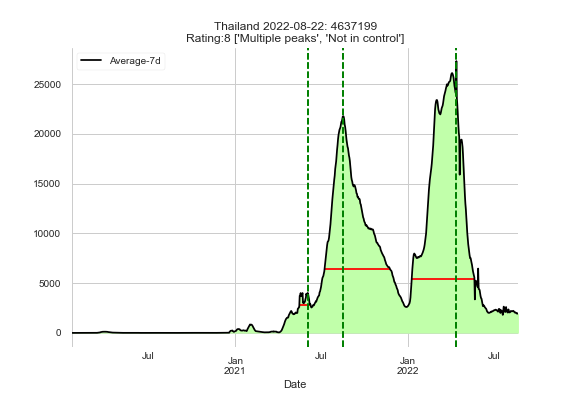 Thailand 2022-08-22: 4637199
Rating:8 ['Multiple peaks', 'Not in control']
Average-7d
25000
20000
15000
10000
5000
0
Jul
Jan
2021
Jul
Jan
2022
Jul
Date